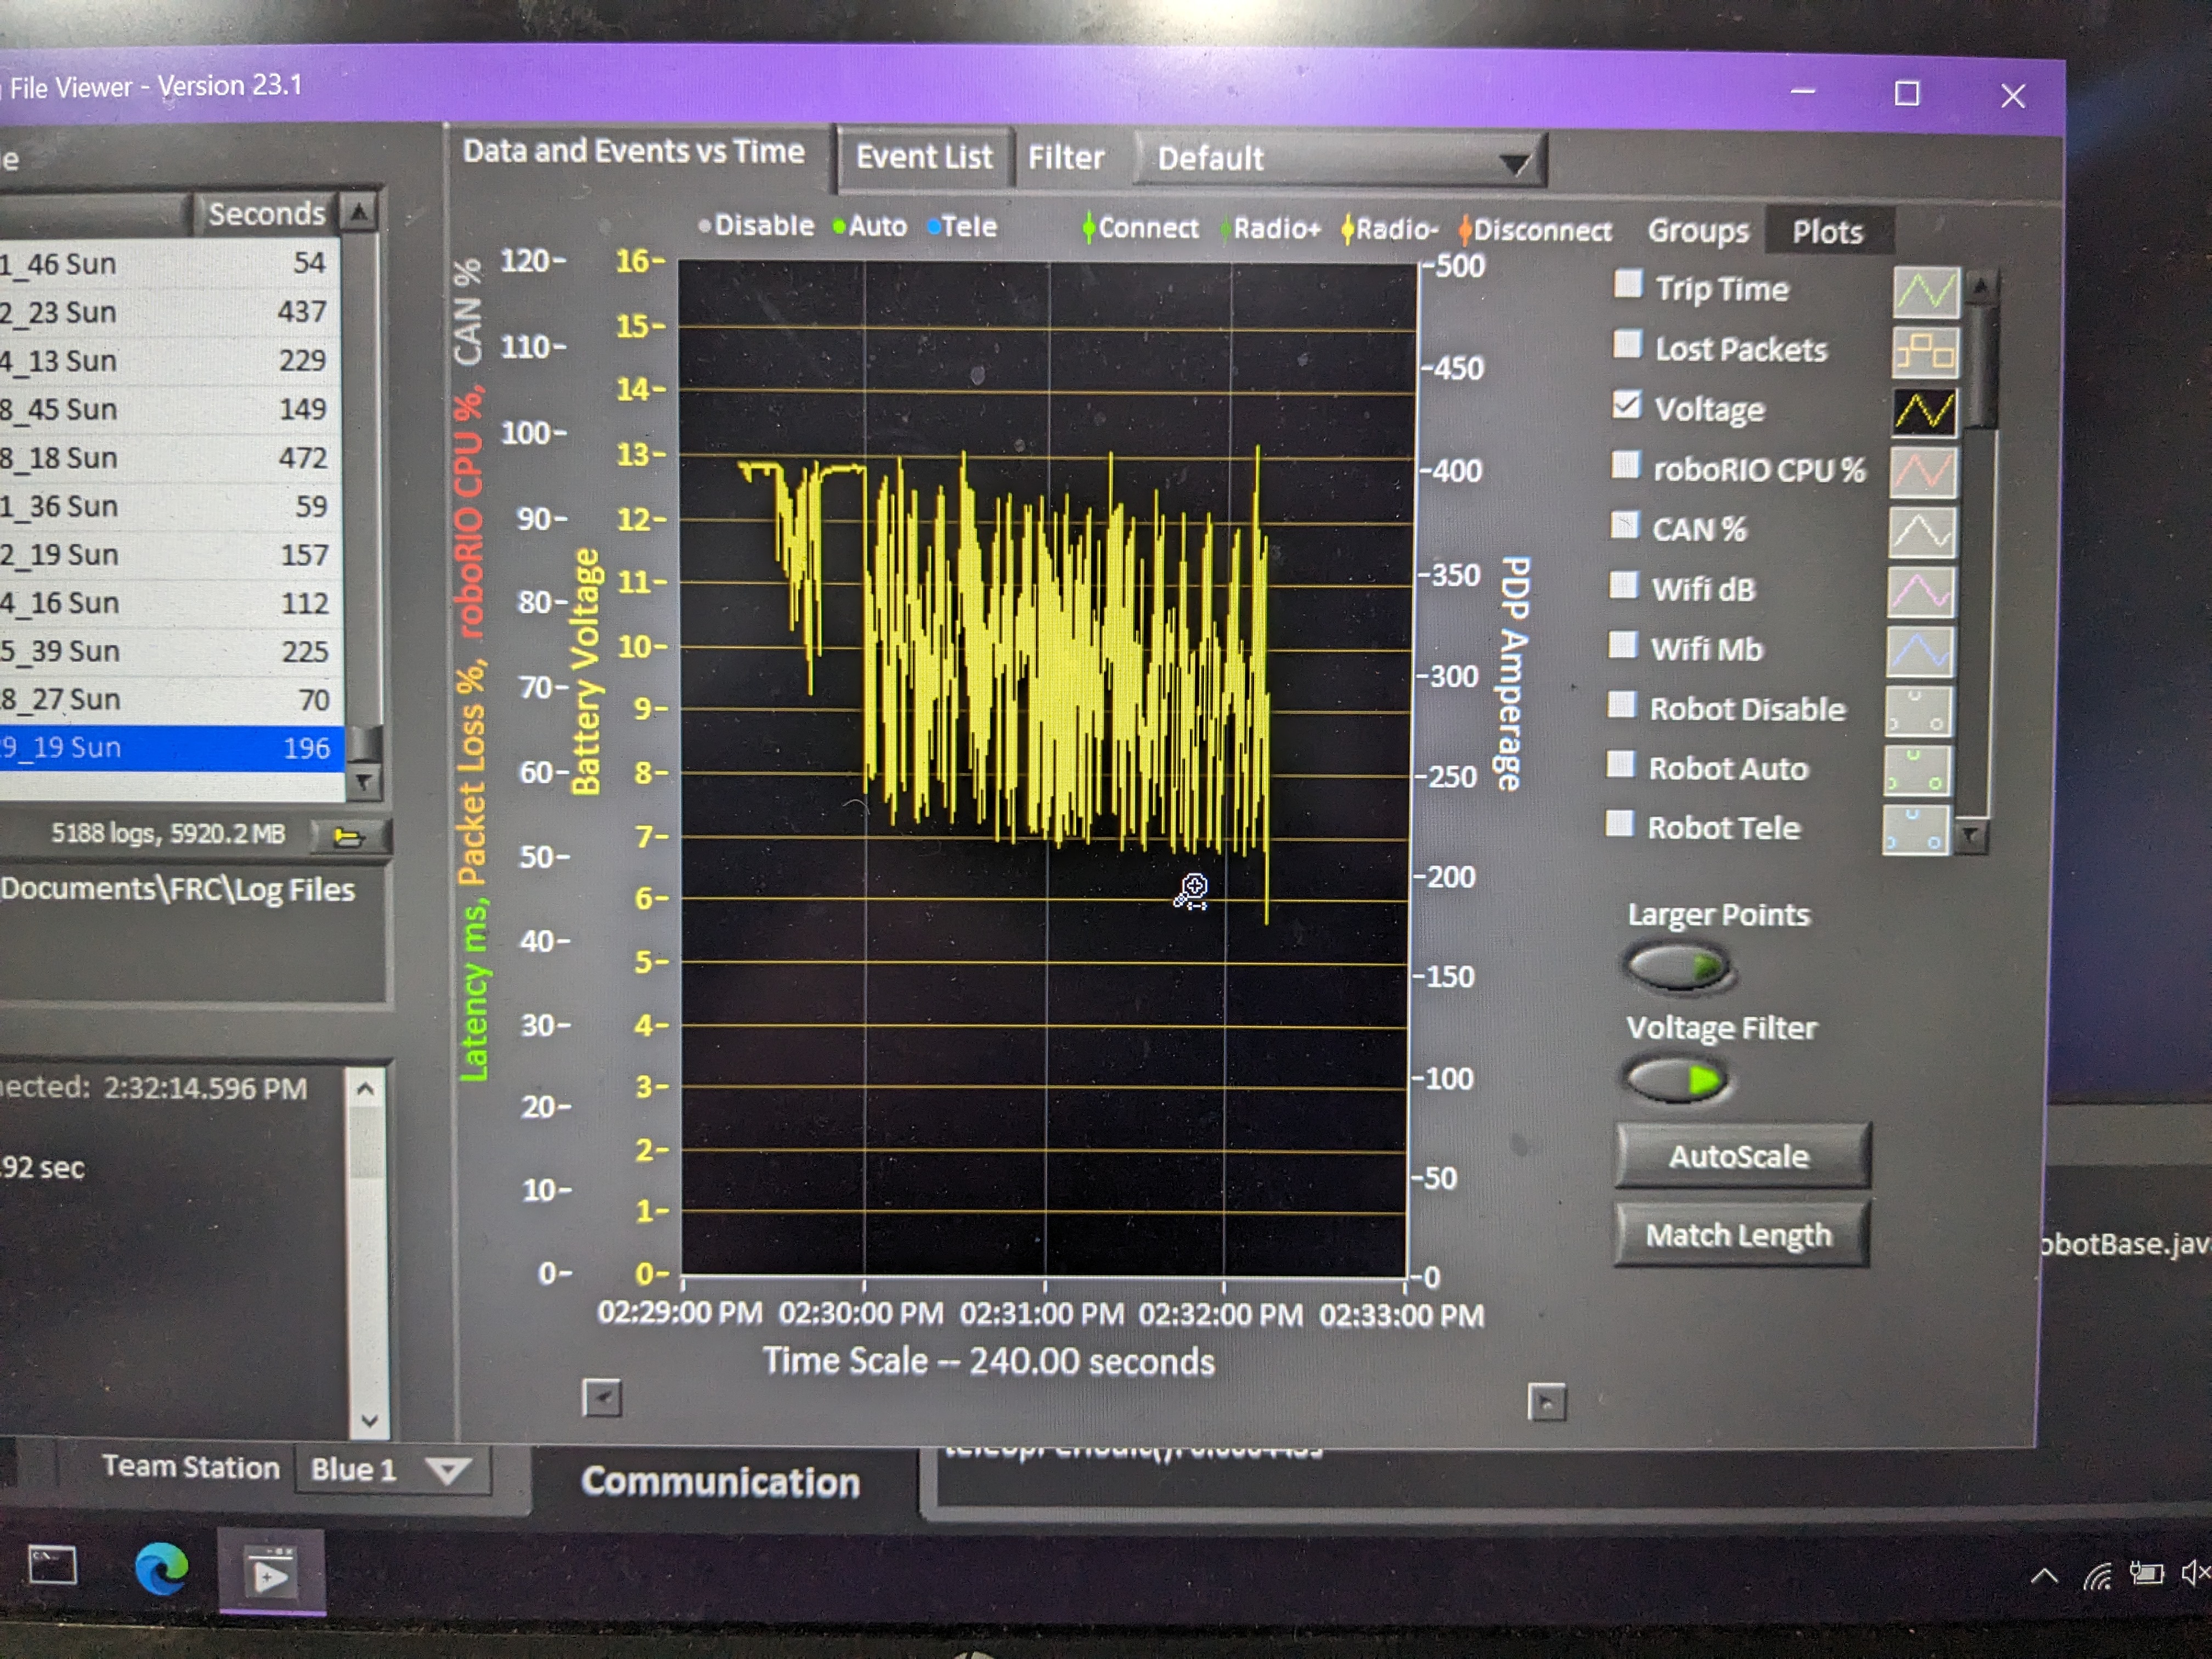 File Viewer - Version 23.1
e
Data and Events vs Time
Event List
Filter
Default
Seconds
1_46 Sun 54
2_23 Sun 437
4_13 Sun 229
8_45 Sun 149
8_18 Sun 472
1_36 Sun 59
2_19 Sun 157
4_16 Sun 112
5_39 Sun 225
8_27 Sun 70
9_19 Sun 196
5188 logs, 5920.2 MB
Documents\FRC\Log Files
ected: 2:32:14.596 PM
.92 sec
Disable Auto Tele Connect Radio+ Radio- Disconnect
Groups Plots
Latency ms, Packet Loss %, roboRIO CPU %, CAN %
120
110
100
90
80
70
60
50
40
30
20
10
0
Battery Voltage
16
15
14
13
12
11
10
9
8
7
6
5
4
3
2
1
0
500
450
400
350
300
250
200
150
100
50
0
PDP Amperage
02:29:00 PM 02:30:00 PM 02:31:00 PM 02:32:00 PM 02:33:00 PM
Time Scale -- 240.00 seconds
Trip Time
Lost Packets
Voltage
roboRIO CPU %
CAN %
Wifi dB
Wifi Mb
Robot Disable
Robot Auto
Robot Tele
Larger Points
Voltage Filter
AutoScale
Match Length
obotBase.jav
Team Station Blue 1
Communication